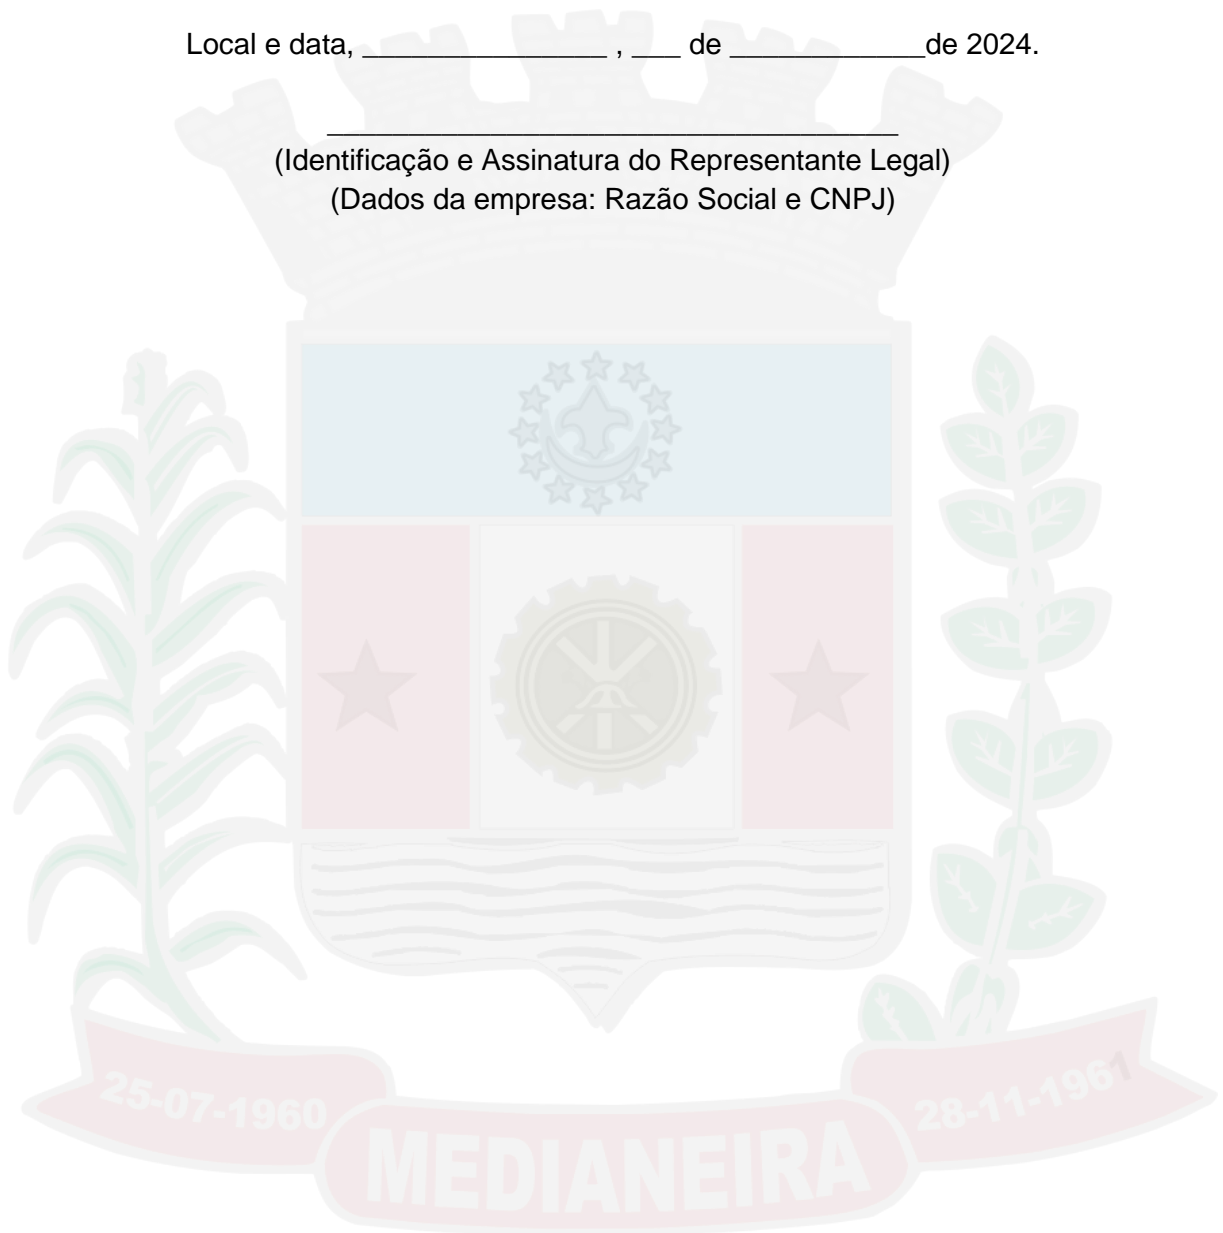 Local e data, _______________ , ___ de ____________de 2024.
___________________________________
(Identificação e Assinatura do Representante Legal)
(Dados da empresa: Razão Social e CNPJ)
25-07-1960
28-11-1961
MEDIANEIRA